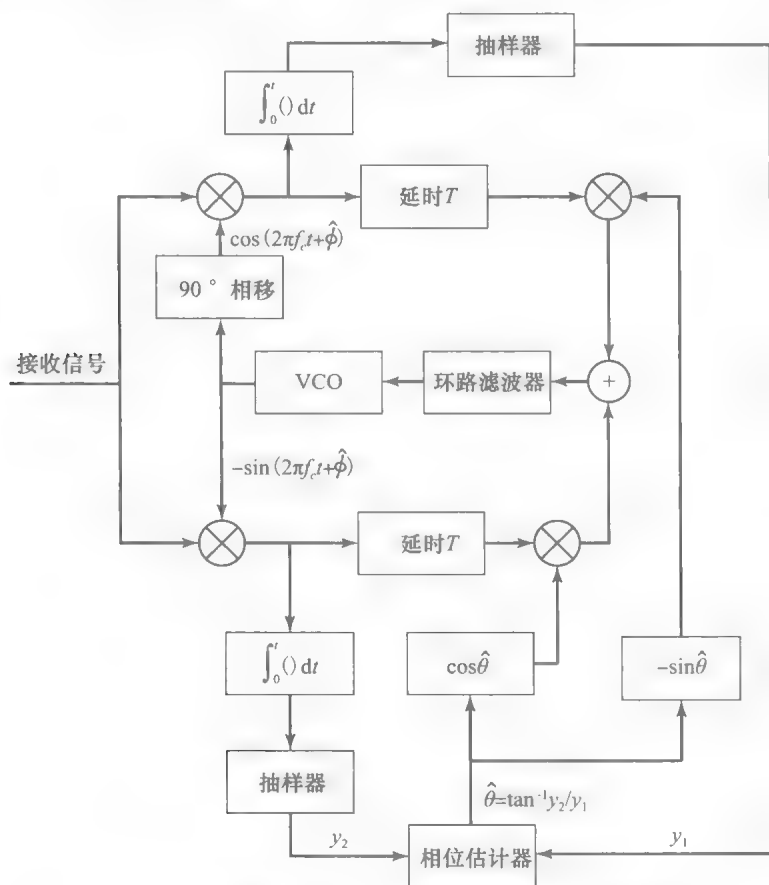 抽样器
∫₀ᵗ()dt
延时T
cos(2πf_ct+ϕ̂)
90°相移
接收信号
VCO
环路滤波器
+
−sin(2πf_ct+ϕ̂)
延时T
∫₀ᵗ()dt
cosθ̂
−sinθ̂
抽样器
θ̂=tan⁻¹y₂/y₁
y₂
相位估计器
y₁